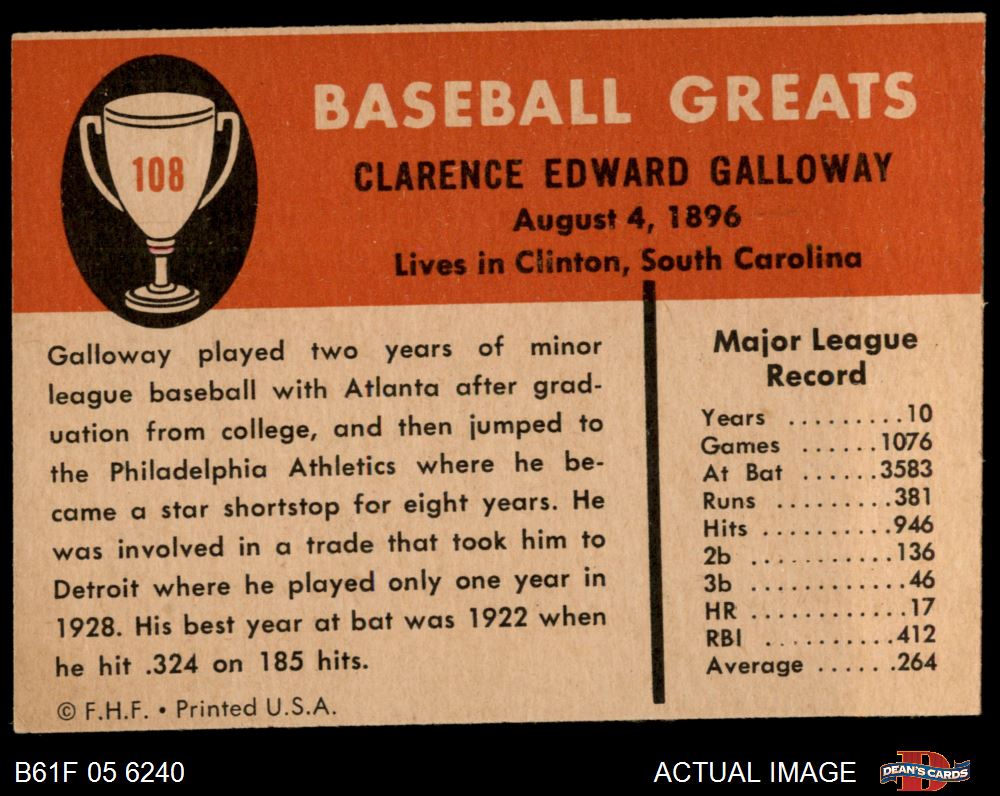 108
BASEBALL GREATS
CLARENCE EDWARD GALLOWAY
August 4, 1896
Lives in Clinton, South Carolina
Galloway played two years of minor
league baseball with Atlanta after grad-
uation from college, and then jumped to
the Philadelphia Athletics where he be-
came a star shortstop for eight years. He
was involved in a trade that took him to
Detroit where he played only one year in
1928. His best year at bat was 1922 when
he hit .324 on 185 hits.
© F.H.F. • Printed U.S.A.
Major League
Record
Years .........10
Games ......1076
At Bat ......3583
Runs .........381
Hits ..........946
2b ...........136
3b ............46
HR ............17
RBI ..........412
Average ......264
B61F 05 6240
ACTUAL IMAGE
D
DEAN'S CARDS